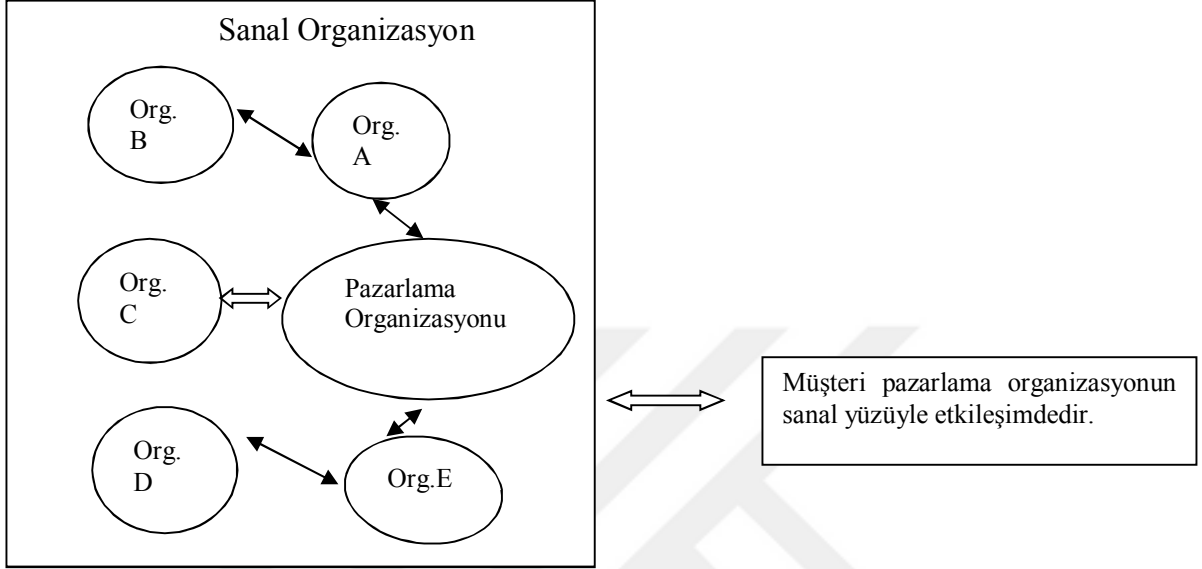 Sanal Organizasyon
Org.
B
Org.
A
Org.
C
Pazarlama
Organizasyonu
Müşteri pazarlama organizasyonun
sanal yüzüyle etkileşimdedir.
Org.
D
Org.E